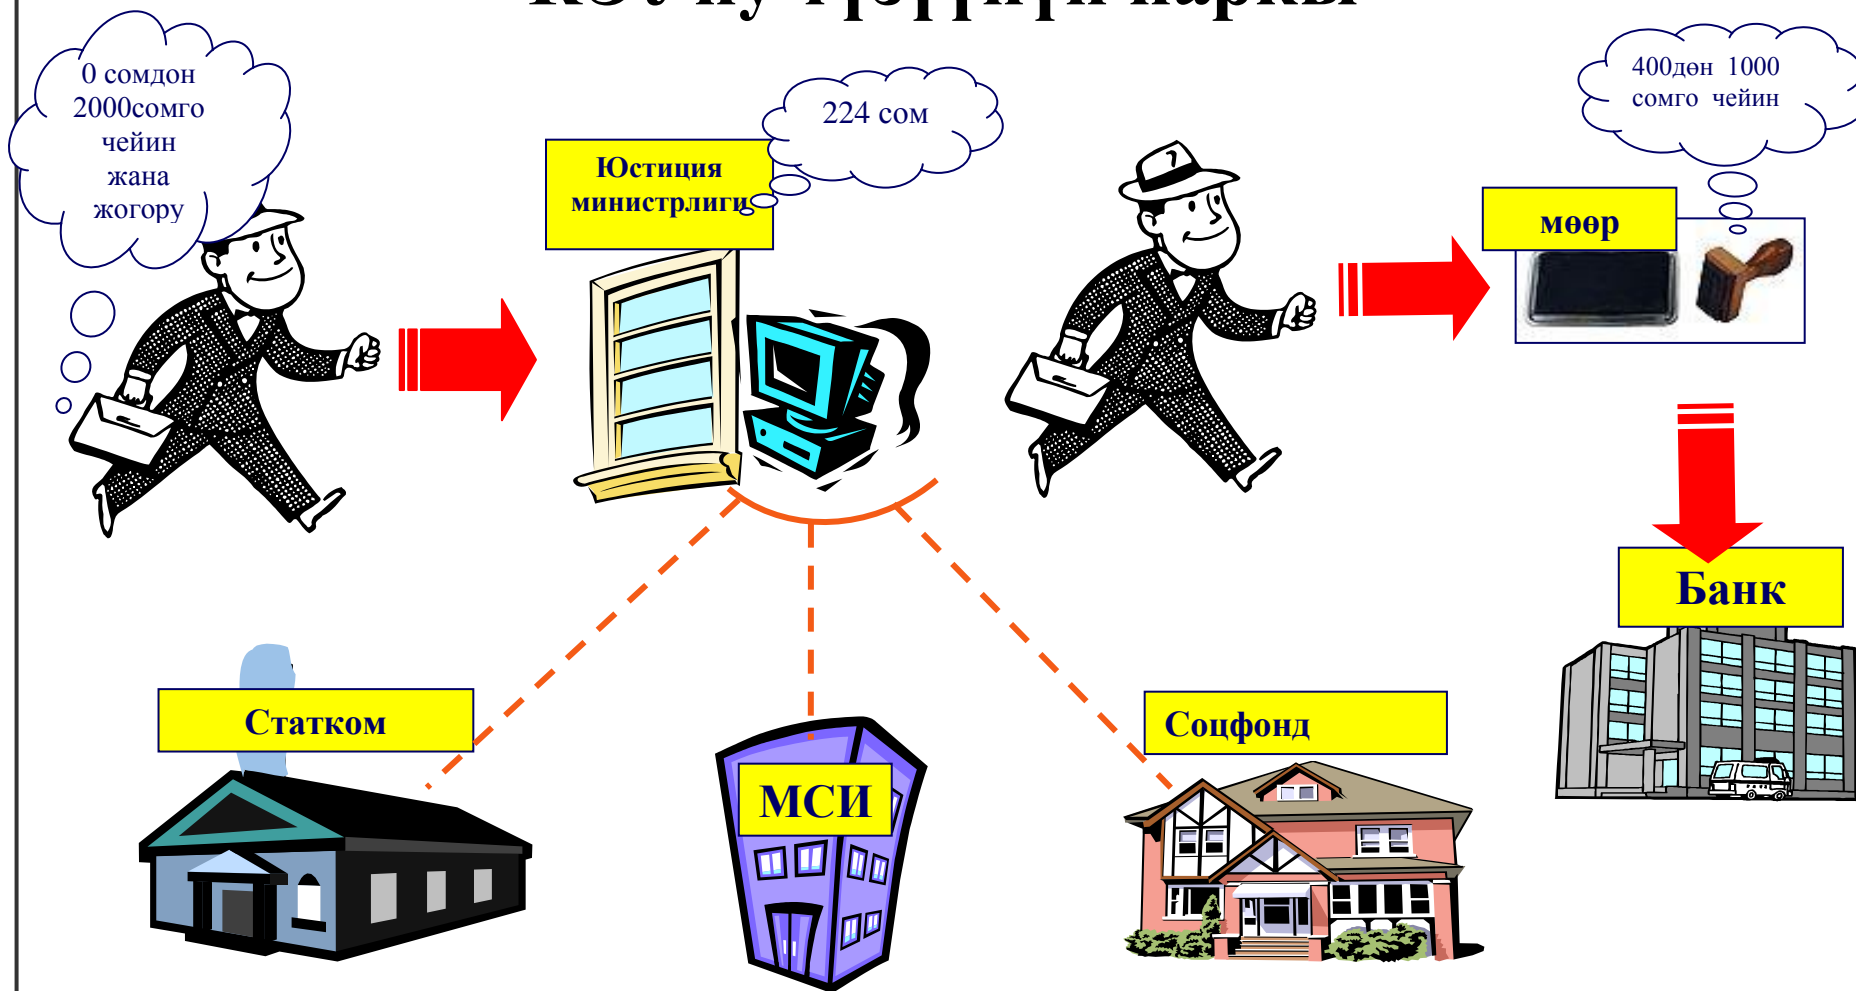 наркы
0 сомдон
2000сомго
чейин
жана
жогору
224 сом
400дөн 1000
сомго чейин
Юстиция
министрлиги
мөөр
Банк
Статком
МСИ
Соцфонд